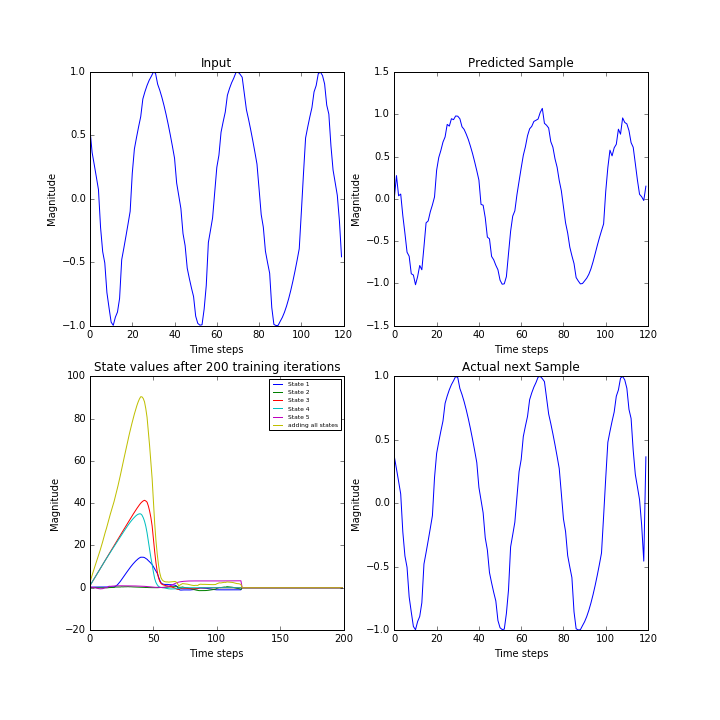 Input
Magnitude
1.0
0.5
0.0
−0.5
−1.0
0 20 40 60 80 100 120
Time steps
Predicted Sample
Magnitude
1.5
1.0
0.5
0.0
−0.5
−1.0
−1.5
0 20 40 60 80 100 120
Time steps
State values after 200 training iterations
Magnitude
100
80
60
40
20
0
−20
State 1
State 2
State 3
State 4
State 5
adding all states
0 50 100 150 200
Time steps
Actual next Sample
Magnitude
1.0
0.5
0.0
−0.5
−1.0
0 20 40 60 80 100 120
Time steps